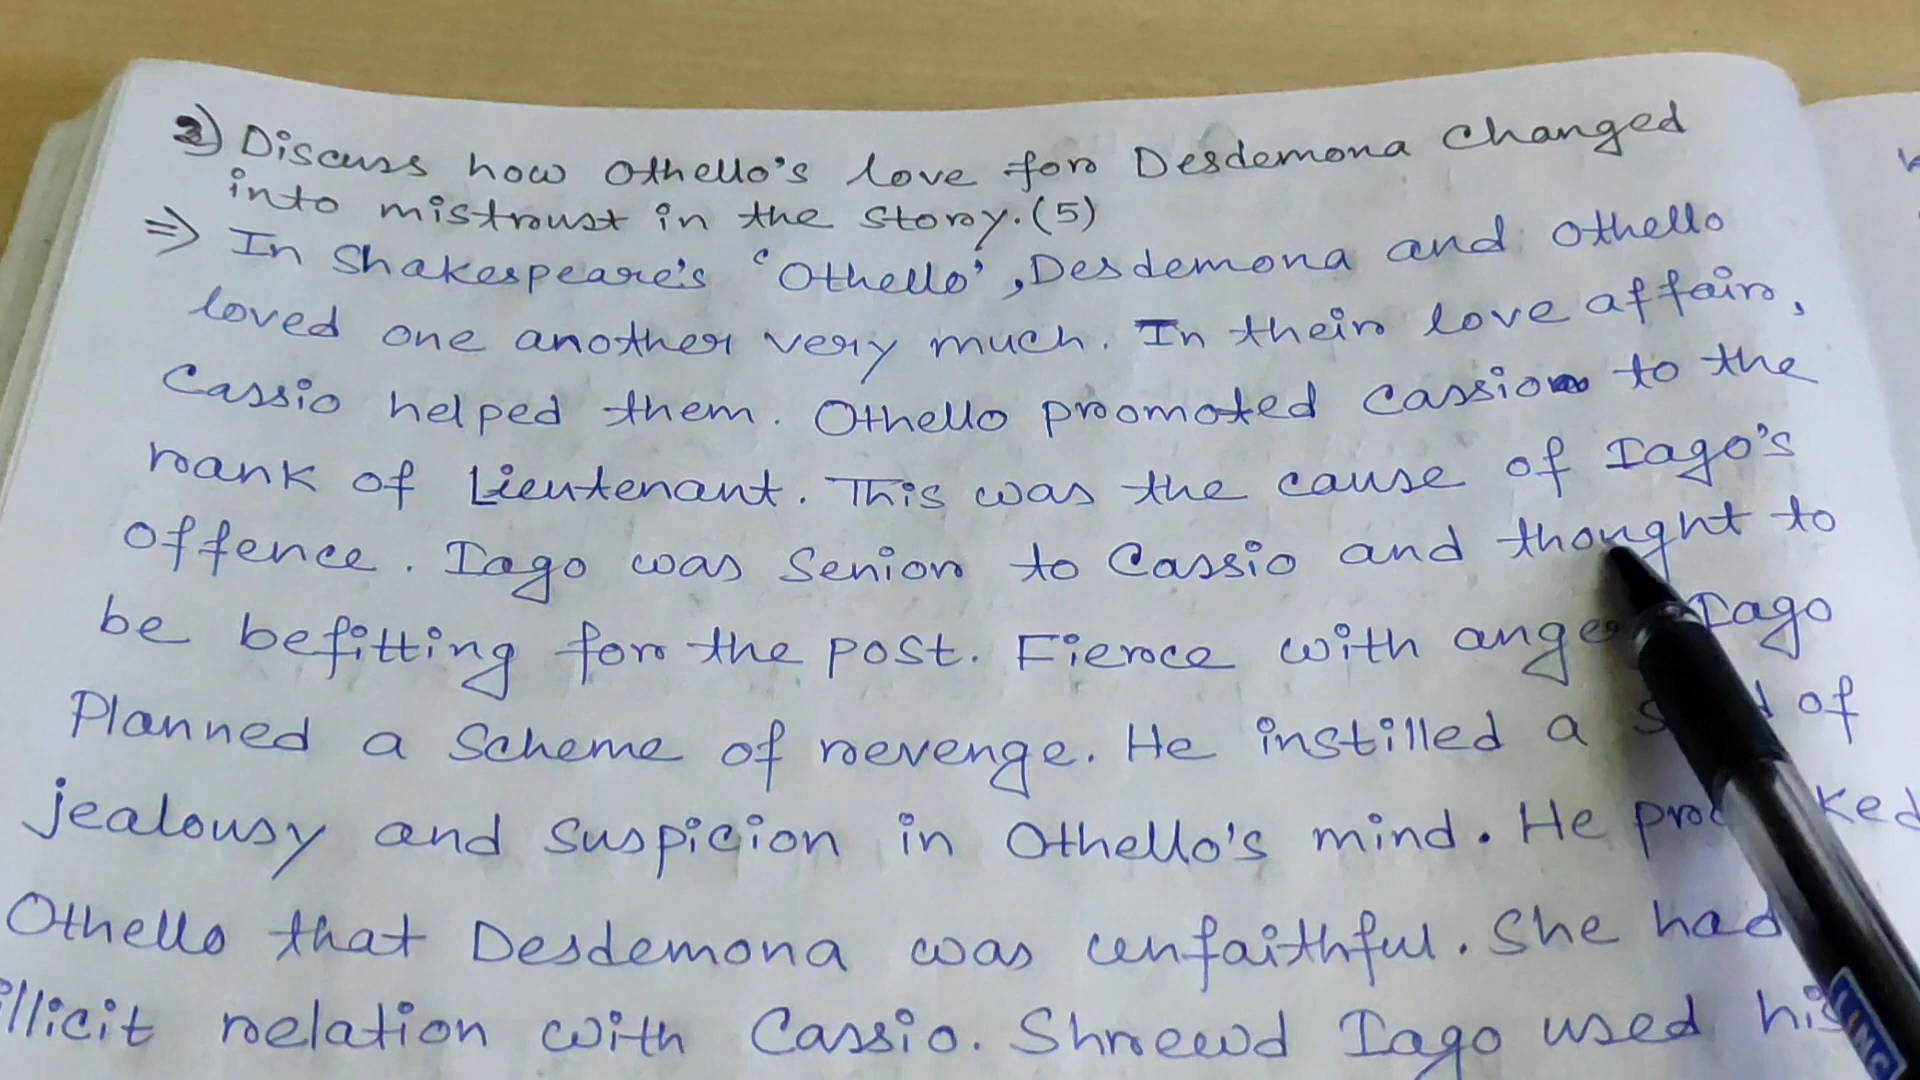 2) Discuss how Othello's love for Desdemona changed
into mistrust in the story. (5)
⇒ In Shakespeare's 'Othello', Desdemona and Othello
loved one another very much. In their love affair,
Cassio helped them. Othello promoted Cassio to the
rank of Lieutenant. This was the cause of Iago's
offence. Iago was Senior to Cassio and thought to
be befitting for the post. Fierce with anger Iago
Planned a Scheme of revenge. He instilled a of
jealousy and suspicion in Othello's mind. He
Othello that Desdemona was unfaithful. She had
illicit relation with Cassio. Shrewd Iago used his
LINC